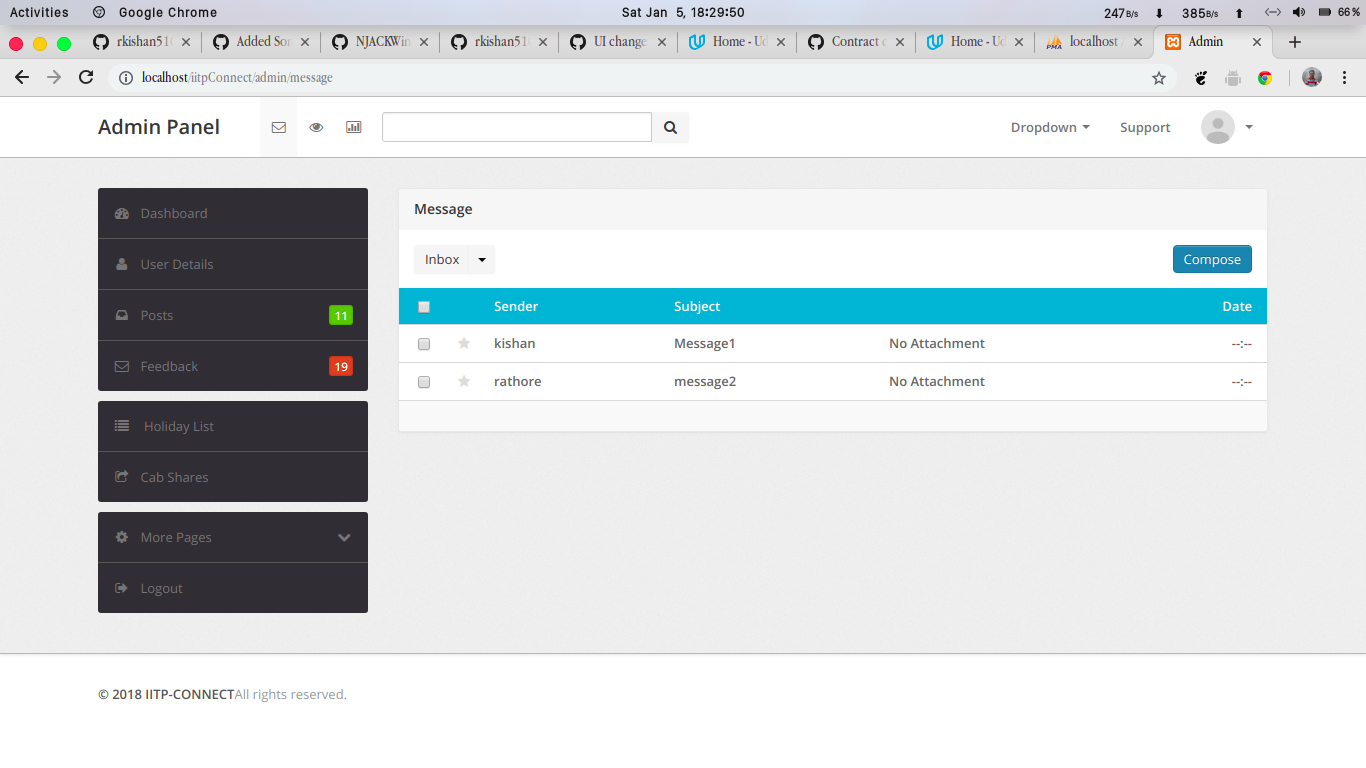 Activities Google Chrome Sat Jan 5, 18:29:50 247 B/s 385 B/s 66%
rkishan51 Added So NJACKWin rkishan51 UI change Home - Ud Contract Home - Ud localhost Admin
localhost/iitpConnect/admin/message
Admin Panel Dropdown Support
Message
Inbox Compose
Sender Subject Date
kishan Message1 No Attachment --:--
rathore message2 No Attachment --:--
Dashboard
User Details
Posts 11
Feedback 19
Holiday List
Cab Shares
More Pages
Logout
© 2018 IITP-CONNECTAll rights reserved.